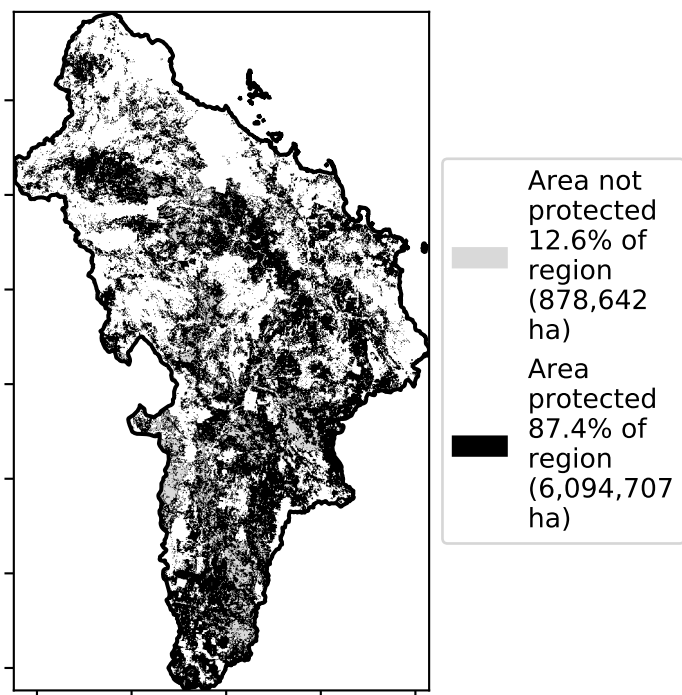 Area not
protected
12.6% of
region
(878,642
ha)
Area
protected
87.4% of
region
(6,094,707
ha)